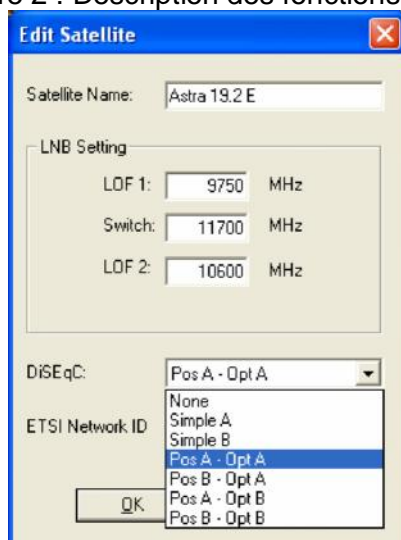 2 : Description des fonctions
Edit Satellite
Satellite Name: Astra 19.2 E
LNB Setting
LOF 1: 9750 MHz
Switch: 11700 MHz
LOF 2: 10600 MHz
DiSEqC: Pos A - Opt A
None
ETSI Network ID Simple A
Simple B
Pos A - Opt A
Pos B - Opt A
OK Pos A - Opt B
Pos B - Opt B